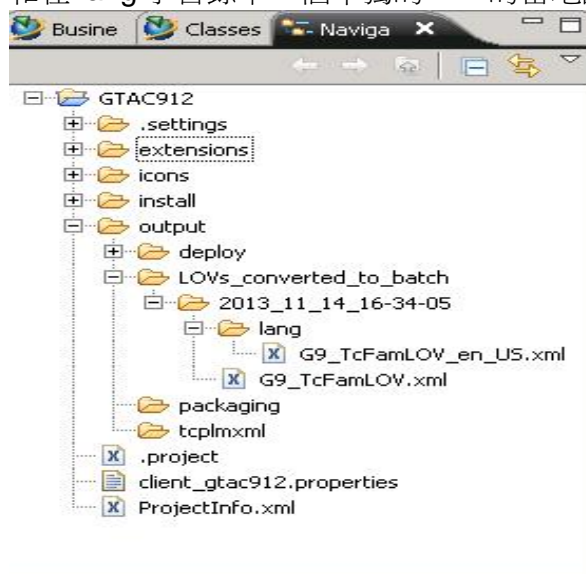 Busine Classes Naviga
GTAC912
.settings
extensions
icons
install
output
deploy
LOVs_converted_to_batch
2013_11_14_16-34-05
lang
G9_TcFamLOV_en_US.xml
G9_TcFamLOV.xml
packaging
tcplmxml
.project
client_gtac912.properties
ProjectInfo.xml